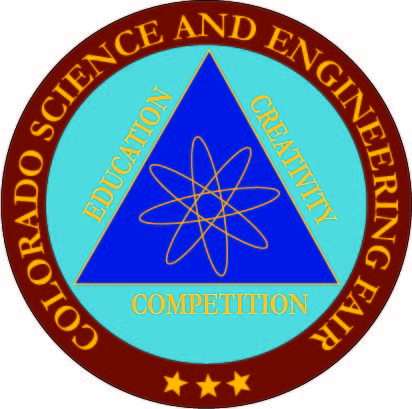 COLORADO SCIENCE AND ENGINEERING FAIR
EDUCATION
CREATIVITY
COMPETITION